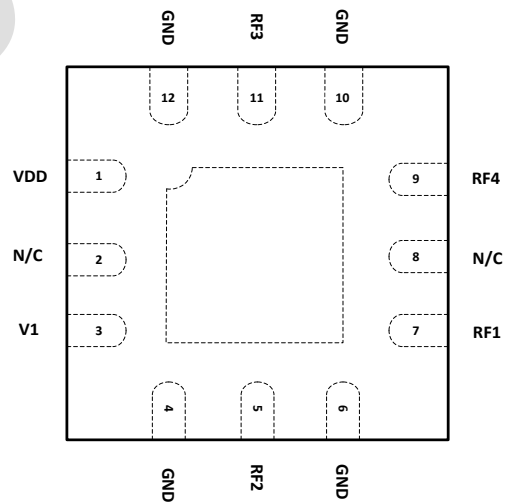 GND RF3 GND
12 11 10
VDD 1 9 RF4
N/C 2 8 N/C
V1 3 7 RF1
4 5 6
GND RF2 GND